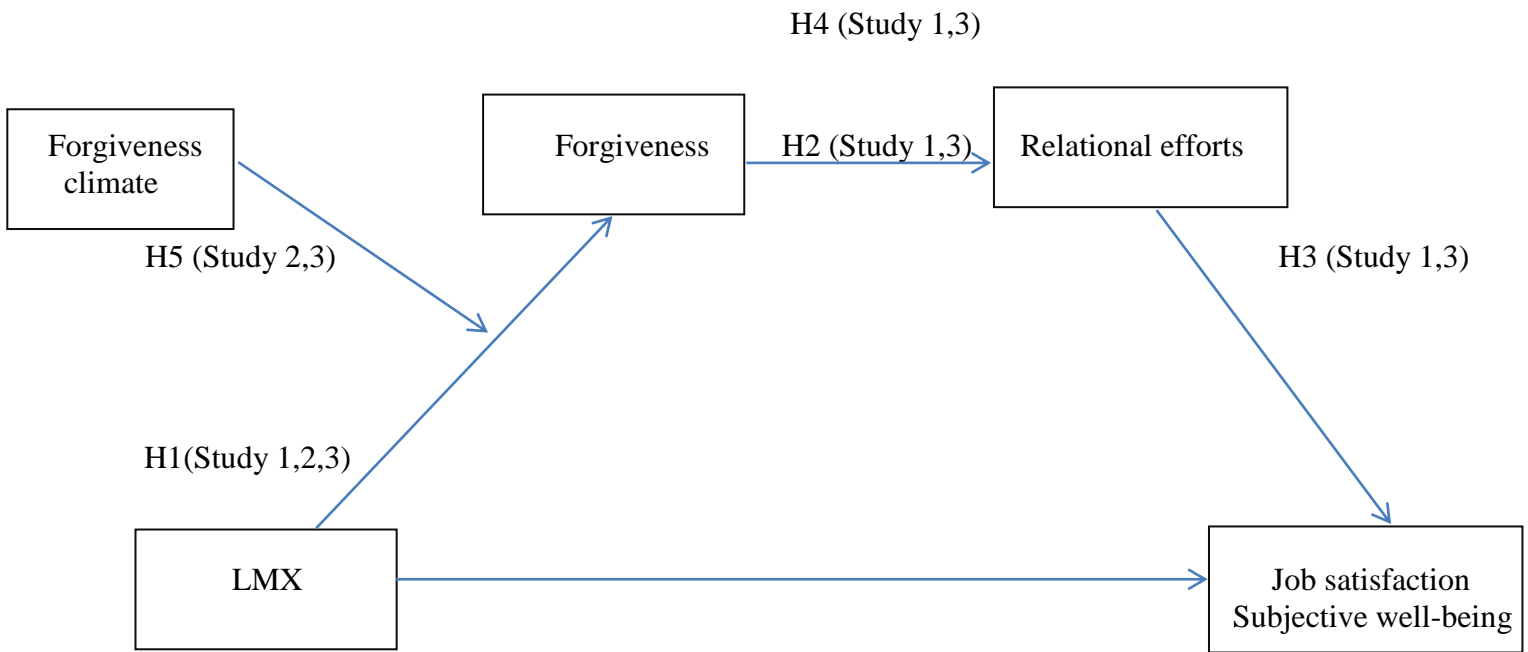 H4 (Study 1,3)
Forgiveness
climate
Forgiveness
H2 (Study 1,3)
Relational efforts
H5 (Study 2,3)
H3 (Study 1,3)
H1(Study 1,2,3)
LMX
Job satisfaction
Subjective well-being